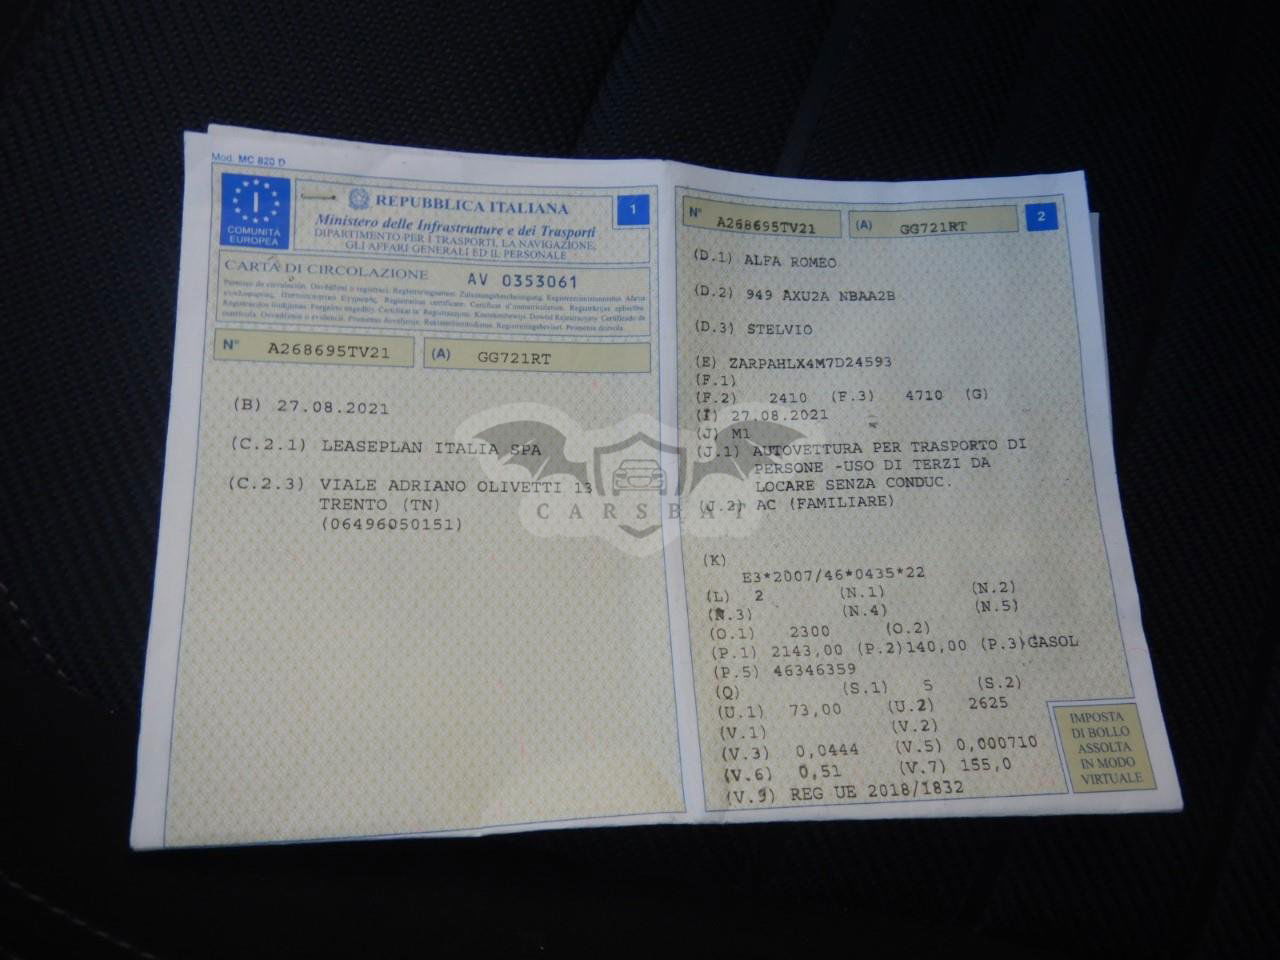 Mod. MC 820 D
I
COMUNITÀ
EUROPEA
REPUBBLICA ITALIANA
Ministero delle Infrastrutture e dei Trasporti
DIPARTIMENTO PER I TRASPORTI, LA NAVIGAZIONE,
GLI AFFARI GENERALI ED IL PERSONALE
1
CARTA DI CIRCOLAZIONE AV 0353061
N° A268695TV21 (A) GG721RT
(B) 27.08.2021
(C.2.1) LEASEPLAN ITALIA SPA
(C.2.3) VIALE ADRIANO OLIVETTI 13
TRENTO (TN)
(06496050151)
N° A268695TV21 (A) GG721RT
2
(D.1) ALFA ROMEO
(D.2) 949 AXU2A NBAA2B
(D.3) STELVIO
(E) ZARPAHLX4M7D24593
(F.1)
(F.2) 2410 (F.3) 4710 (G)
(I) 27.08.2021
(J) M1
(J.1) AUTOVETTURA PER TRASPORTO DI
PERSONE -USO DI TERZI DA
LOCARE SENZA CONDUC.
(J.2) AC (FAMILIARE)
(K)
E3*2007/46*0435*22
(L) 2 (N.1) (N.2)
(N.3) (N.4) (N.5)
(O.1) 2300 (O.2)
(P.1) 2143,00 (P.2)140,00 (P.3)GASOL
(P.5) 46346359
(Q) (S.1) 5 (S.2)
(U.1) 73,00 (U.2) 2625
(V.1) (V.2)
(V.3) 0,0444 (V.5) 0,000710
(V.6) 0,51 (V.7) 155,0
(V.9) REG UE 2018/1832
IMPOSTA
DI BOLLO
ASSOLTA
IN MODO
VIRTUALE
CARSBAT